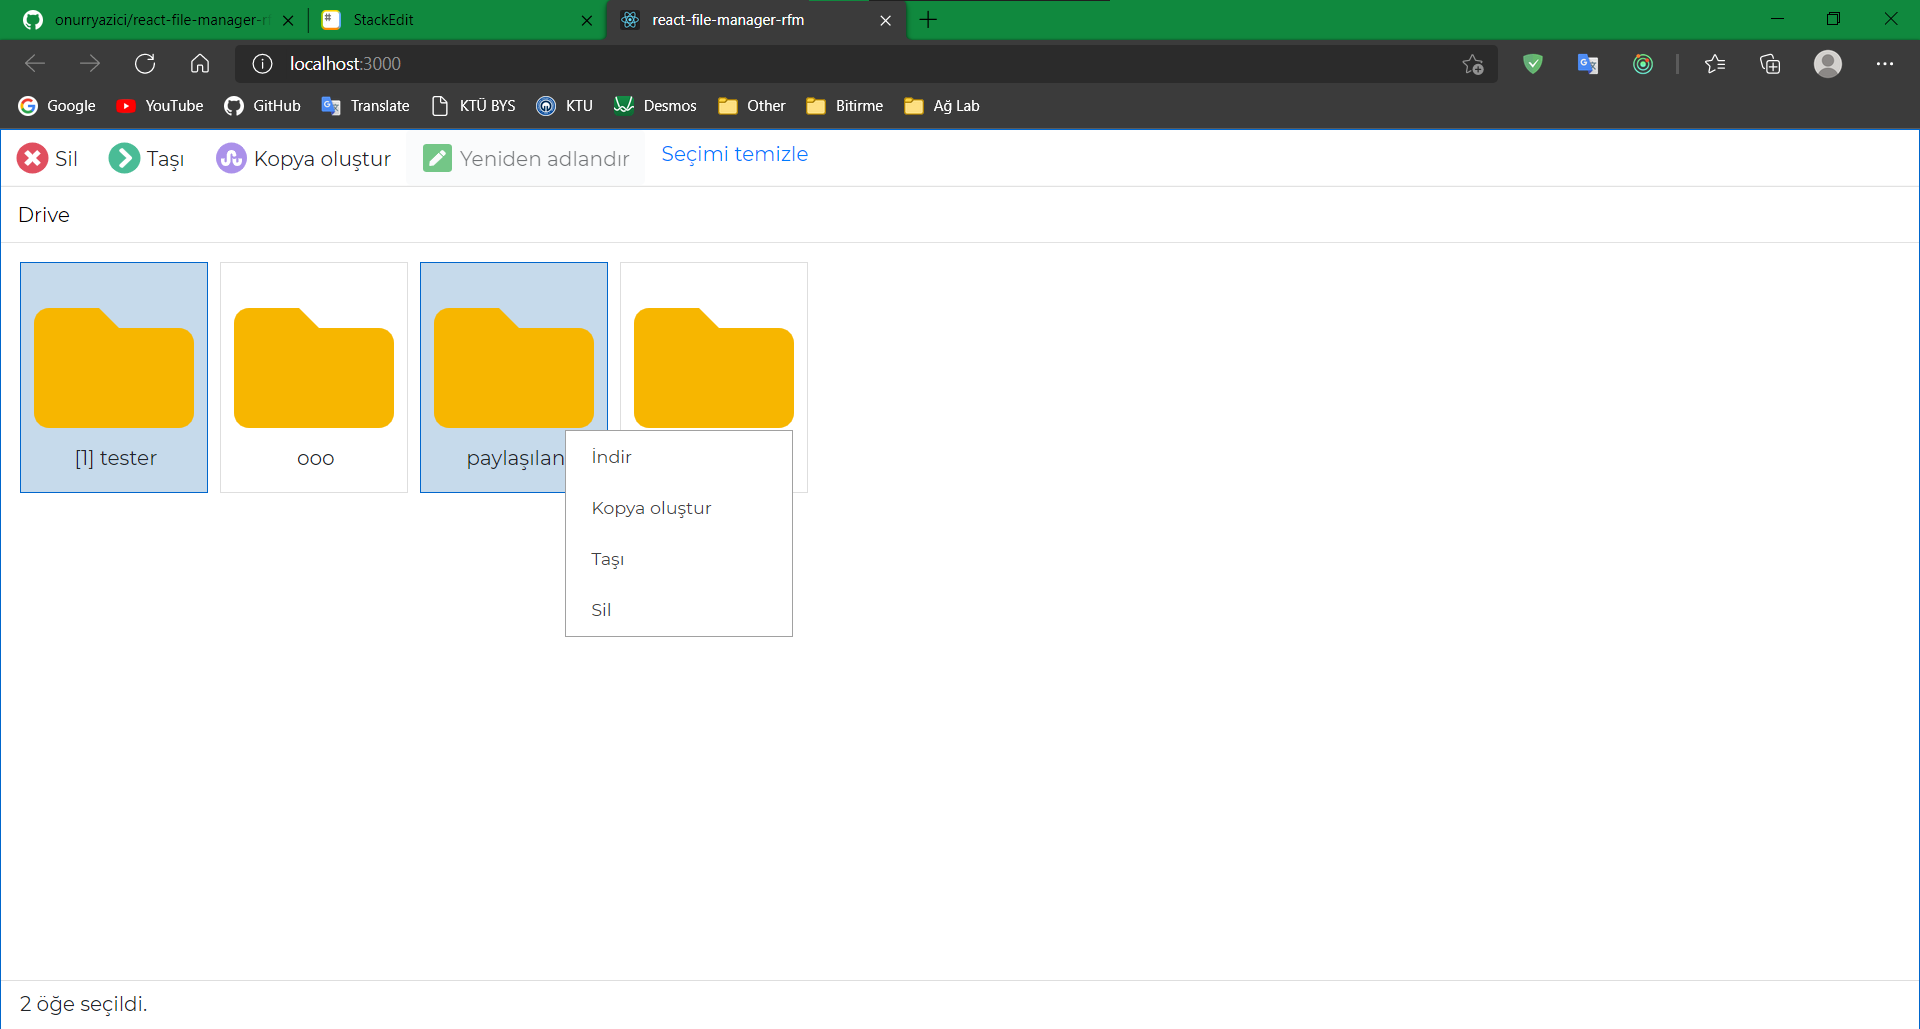 onurryazici/react-file-manager-r
StackEdit
react-file-manager-rfm
localhost:3000
Google
YouTube
GitHub
Translate
KTÜ BYS
KTU
Desmos
Other
Bitirme
Ağ Lab
Sil
Taşı
Kopya oluştur
Yeniden adlandır
Seçimi temizle
Drive
[1] tester
ooo
paylaşılan
İndir
Kopya oluştur
Taşı
Sil
2 öğe seçildi.